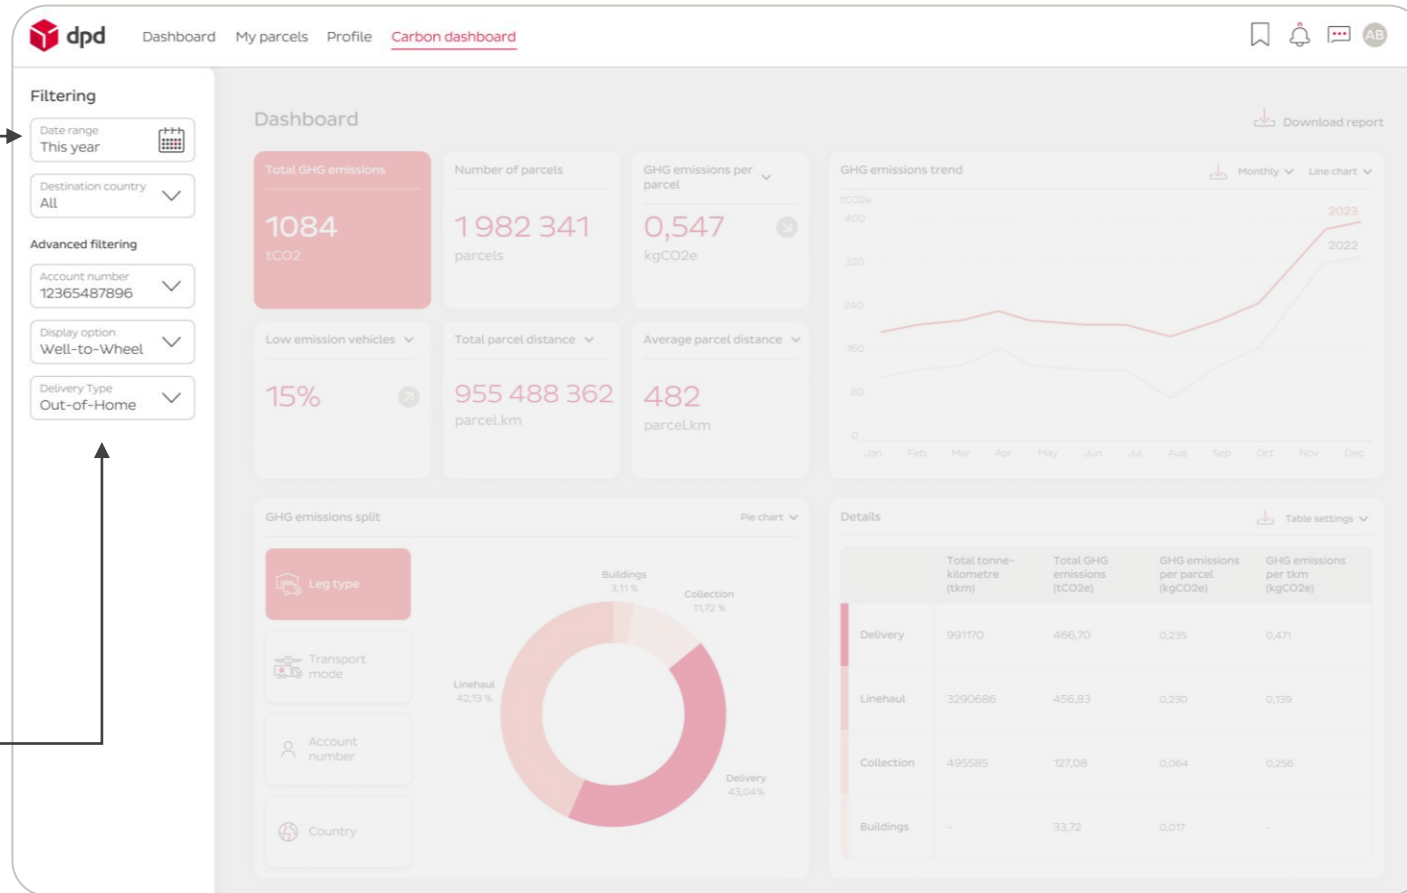 dpd
Dashboard My parcels Profile Carbon dashboard
AB
Filtering
Date range
This year
Destination country
All
Advanced filtering
Account number
12365487896
Display option
Well-to-Wheel
Delivery Type
Out-of-Home
Dashboard
Download report
Total GHG emissions
1084
tCO2
Number of parcels
1 982 341
parcels
GHG emissions per
parcel
0,547
kgCO2e
Low emission vehicles
15%
Total parcel distance
955 488 362
parcel.km
Average parcel distance
482
parcel.km
GHG emissions trend
Monthly Line chart
tCO2e
400
320
240
160
80
0
2023
2022
Jan Feb Mar Apr May Jun Jul Aug Sep Oct Nov Dec
GHG emissions split
Pie chart
Leg type
Transport
mode
Account
number
Country
Buildings
3,11 %
Collection
11,72 %
Linehaul
42,13 %
Delivery
43,04%
Details
Table settings
Total tonne-
kilometre
(tkm)
Total GHG
emissions
(tCO2e)
GHG emissions
per parcel
(kgCO2e)
GHG emissions
per tkm
(kgCO2e)
Delivery 991170 466,70 0,235 0,471
Linehaul 3290686 456,83 0,230 0,139
Collection 495585 127,08 0,064 0,256
Buildings - 33,72 0,017 -